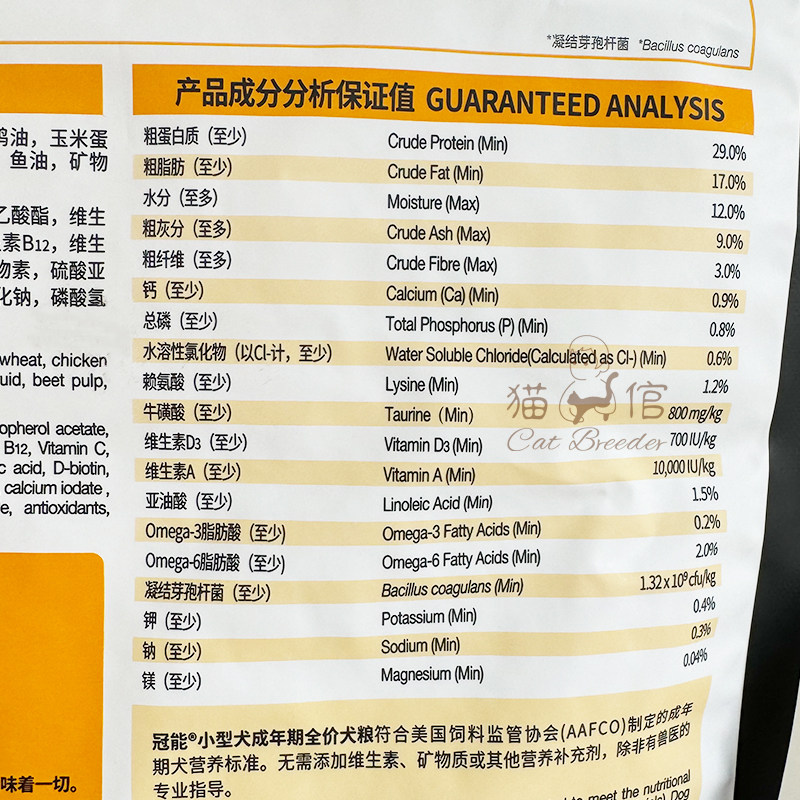 *凝结芽孢杆菌 *Bacillus coagulans
产品成分分析保证值 GUARANTEED ANALYSIS
粗蛋白质（至少） Crude Protein (Min) 29.0%
粗脂肪（至少） Crude Fat (Min) 17.0%
水分（至多） Moisture (Max) 12.0%
粗灰分（至多） Crude Ash (Max) 9.0%
粗纤维（至多） Crude Fibre (Max) 3.0%
钙（至少） Calcium (Ca) (Min) 0.9%
总磷（至少） Total Phosphorus (P) (Min) 0.8%
水溶性氯化物（以Cl-计，至少） Water Soluble Chloride(Calculated as Cl-) (Min) 0.6%
赖氨酸（至少） Lysine (Min) 1.2%
牛磺酸（至少） Taurine（Min） 800 mg/kg
维生素D3（至少） Vitamin D3 (Min) 700 IU/kg
维生素A（至少） Vitamin A (Min) 10,000 IU/kg
亚油酸（至少） Linoleic Acid (Min) 1.5%
Omega-3脂肪酸（至少） Omega-3 Fatty Acids (Min) 0.2%
Omega-6脂肪酸（至少） Omega-6 Fatty Acids (Min) 2.0%
凝结芽孢杆菌（至少） Bacillus coagulans (Min) 1.32 x 10⁹ cfu/kg
钾（至少） Potassium (Min) 0.4%
钠（至少） Sodium (Min) 0.3%
镁（至少） Magnesium (Min) 0.04%
冠能®小型犬成年期全价犬粮符合美国饲料监管协会(AAFCO)制定的成年
期犬营养标准。无需添加维生素、矿物质或其他营养补充剂，除非有兽医的
专业指导。
to meet the nutritional
Dog
鸡油，玉米蛋
鱼油，矿物
乙酸酯，维生
素B12，维生
物素，硫酸亚
化钠，磷酸氢
wheat, chicken
uid, beet pulp,
opherol acetate,
B12, Vitamin C,
c acid, D-biotin,
calcium iodate ,
e, antioxidants,
味着一切。
猫 倌
Cat Breeder